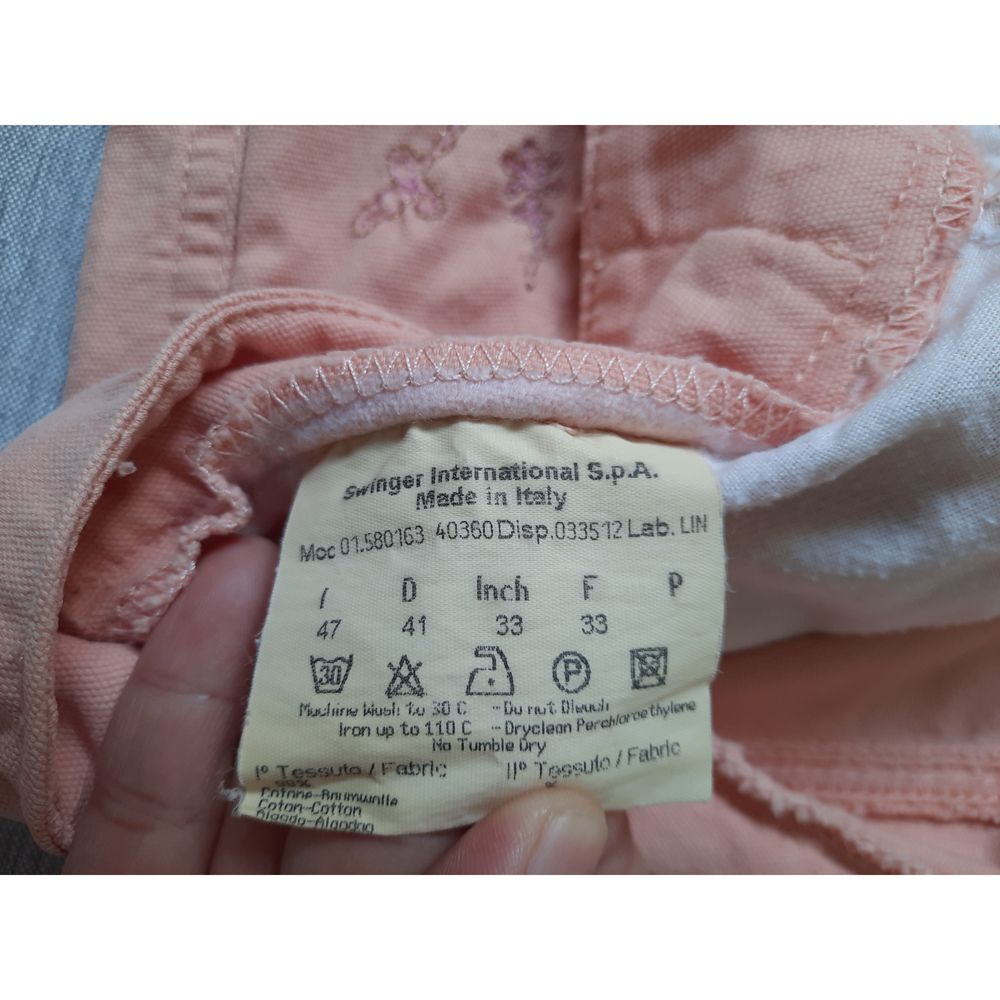 Swinger International S.p.A.
Made in Italy
Moc 01.580163 40360 Disp.033512 Lab. LIN
I D Inch F P
47 41 33 33
30 P
Machine Wash to 30 C - Do not Bleach
Iron up to 110 C - Dryclean Perchloroethylene
No Tumble Dry
I° Tessuto / Fabric II° Tessuto / Fabric
Cotone-Baumwolle
Coton-Cotton
Algodo-Algodao